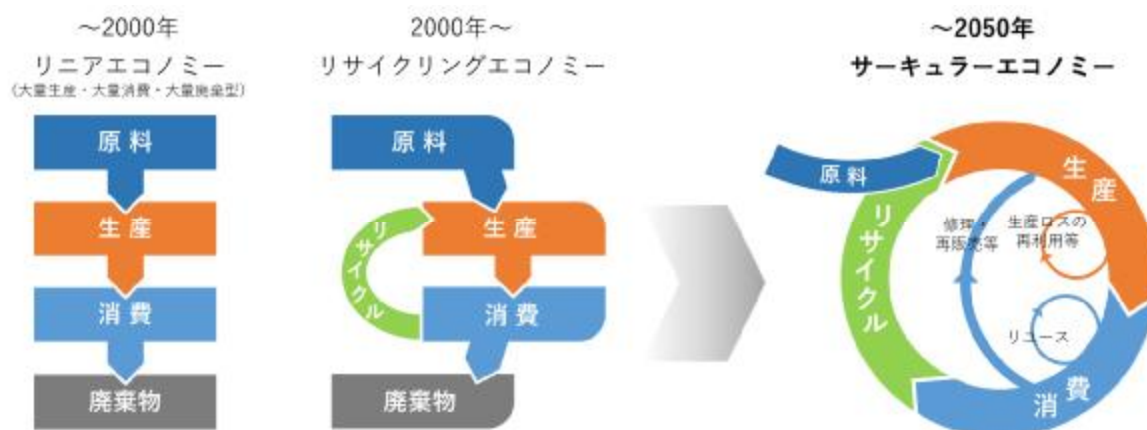 ～2000年
リニアエコノミー
（大量生産・大量消費・大量廃棄型）
原料
生産
消費
廃棄物
2000年～
リサイクリングエコノミー
原料
生産
リサイクル
消費
廃棄物
～2050年
サーキュラーエコノミー
原料
生産
リサイクル
修理・
再販売等
生産ロスの
再利用等
リユース
消費